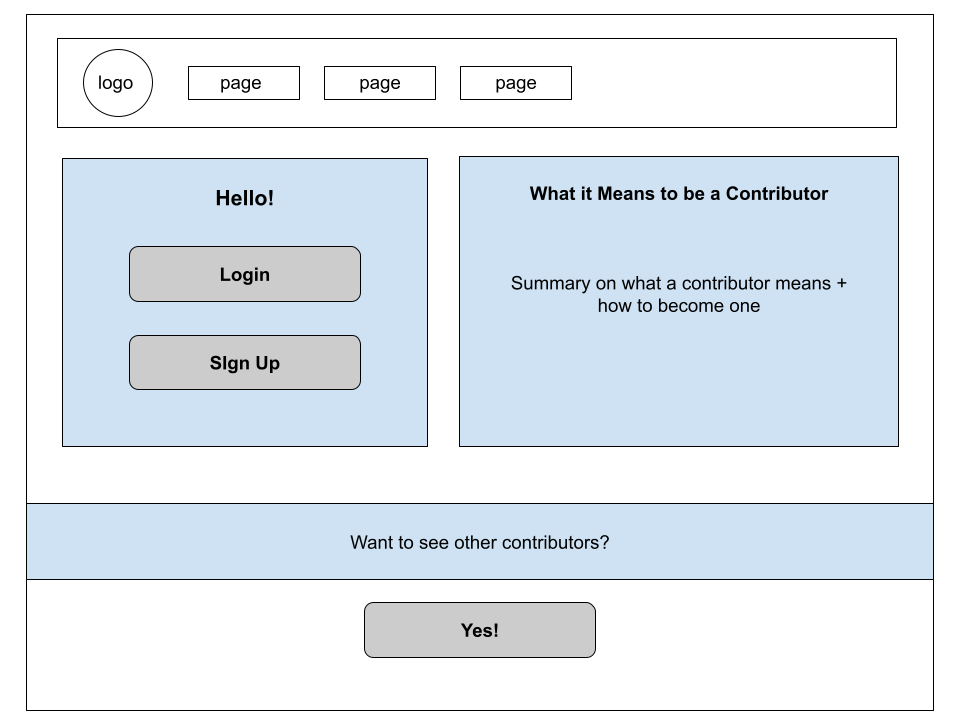 logo
page
page
page
Hello!
Login
SIgn Up
What it Means to be a Contributor
Summary on what a contributor means +
how to become one
Want to see other contributors?
Yes!